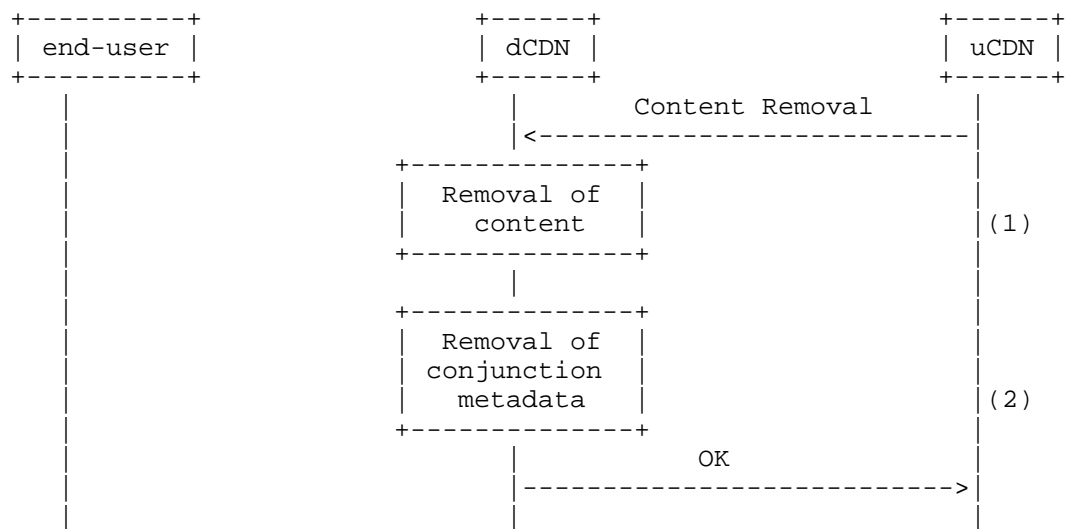 end-user dCDN uCDN
Content Removal
Removal of
content
(1)
Removal of
conjunction
metadata
(2)
OK